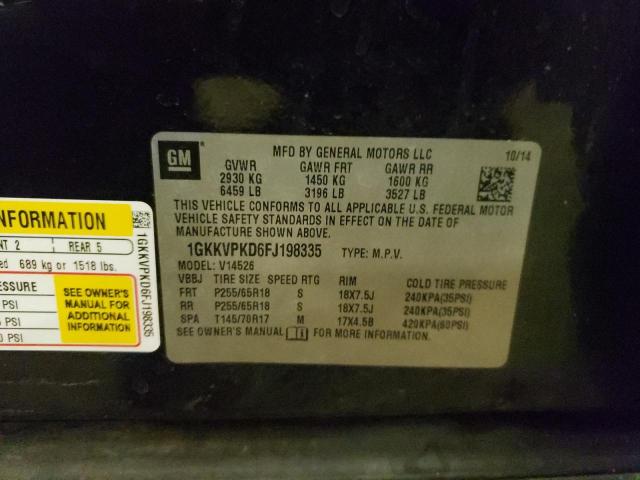 GM
MFD BY GENERAL MOTORS LLC
10/14
GVWR GAWR FRT GAWR RR
2930 KG 1450 KG 1600 KG
6459 LB 3196 LB 3527 LB
THIS VEHICLE CONFORMS TO ALL APPLICABLE U.S. FEDERAL MOTOR
VEHICLE SAFETY STANDARDS IN EFFECT ON THE DATE OF
MANUFACTURE SHOWN ABOVE.
1GKKVPKD6FJ198335 TYPE: M.P.V.
MODEL: V14526
VBBJ TIRE SIZE SPEED RTG RIM COLD TIRE PRESSURE
FRT P255/65R18 S 18X7.5J 240KPA(35PSI)
RR P255/65R18 S 18X7.5J 240KPA(35PSI)
SPA T145/70R17 M 17X4.5B 420KPA(60PSI)
SEE OWNER'S MANUAL FOR MORE INFORMATION.
INFORMATION
2 REAR 5
689 kg or 1518 lbs.
SEE OWNER'S
MANUAL FOR
ADDITIONAL
INFORMATION
PSI
PSI
PSI
1GKKVPKD6FJ198335